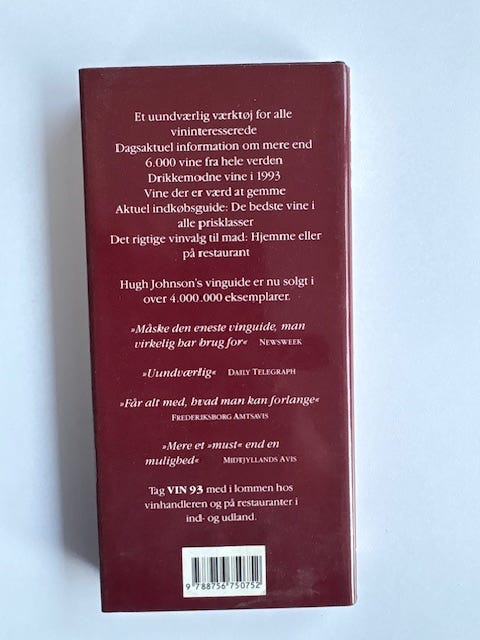 Et uundværlig værktøj for alle
vininteresserede
Dagsaktuel information om mere end
6.000 vine fra hele verden
Drikkemodne vine i 1993
Vine der er værd at gemme
Aktuel indkøbsguide: De bedste vine i
alle prisklasser
Det rigtige vinvalg til mad: Hjemme eller
på restaurant
Hugh Johnson's vinguide er nu solgt i
over 4.000.000 eksemplarer.
»Måske den eneste vinguide, man
virkelig har brug for« NEWSWEEK
»Uundværlig« DAILY TELEGRAPH
»Får alt med, hvad man kan forlange«
FREDERIKSBORG AMTSAVIS
»Mere et »must« end en
mulighed« MIDTJYLLANDS AVIS
Tag VIN 93 med i lommen hos
vinhandleren og på restauranter i
ind- og udland.
9 788756 750752